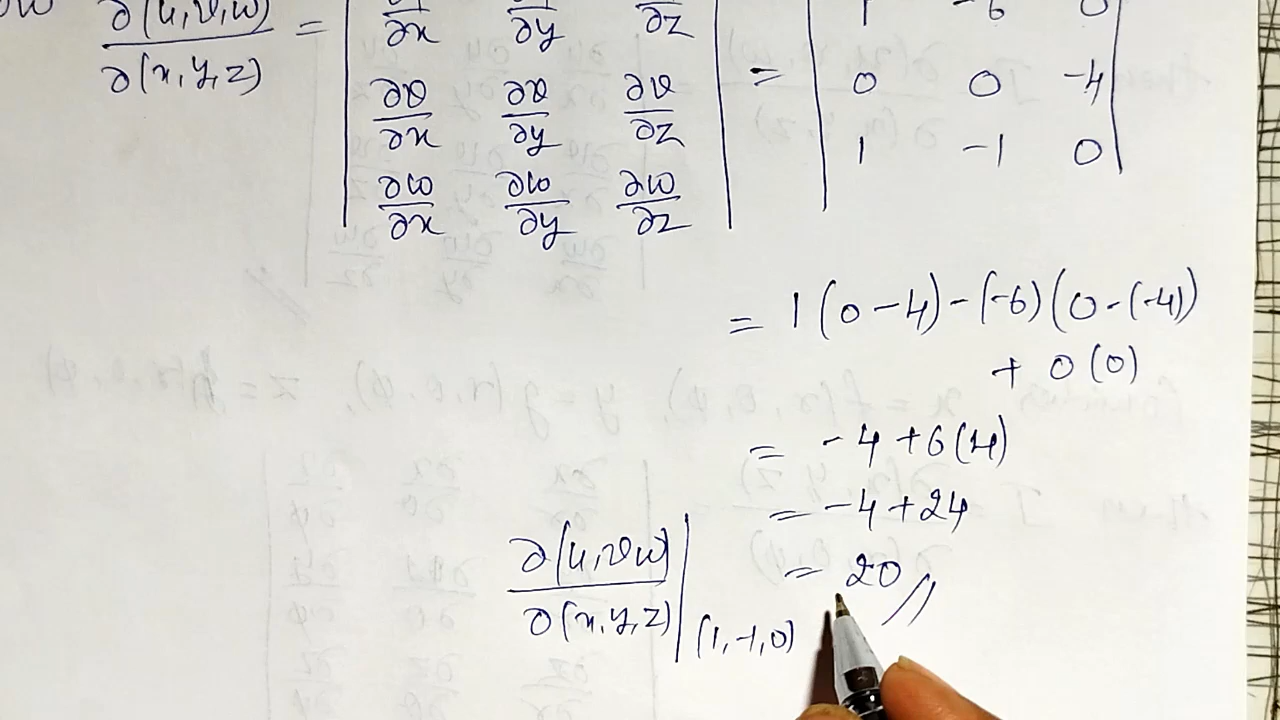 ∂(u,v,w) / ∂(x,y,z) = | ∂x ∂y ∂z | = | 1 -6 0 |
∂v/∂x ∂v/∂y ∂v/∂z 0 0 -4
∂w/∂x ∂w/∂y ∂w/∂z 1 -1 0
= 1(0-4)-(-6)(0-(-4))
+ 0(0)
= -4+6(4)
= -4+24
∂(u,v,w) / ∂(x,y,z) | (1,-1,0) = 20 //